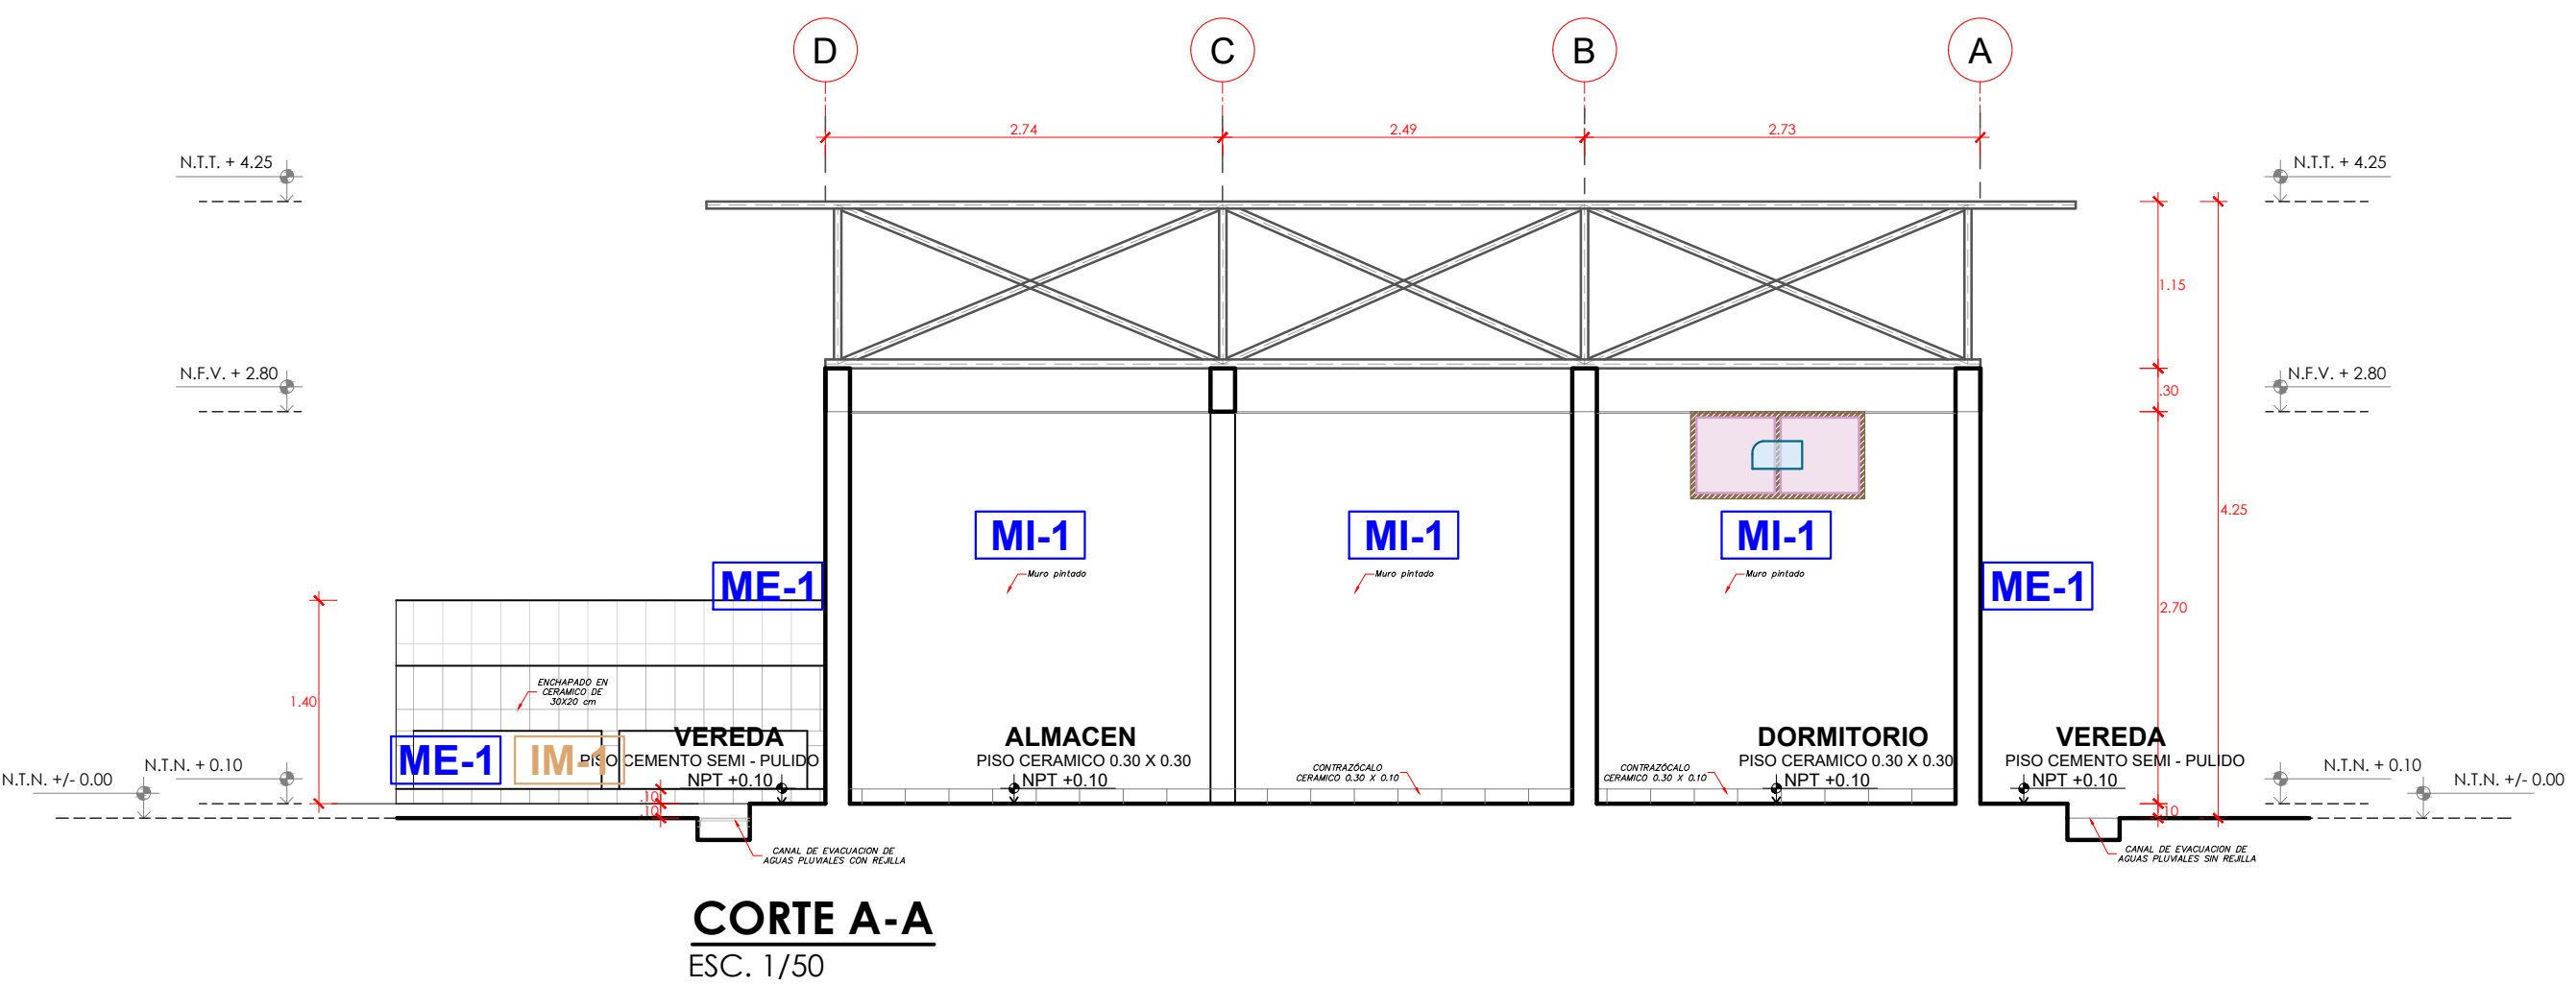 D
C
B
A
2.74
2.49
2.73
N.T.T. + 4.25
N.T.T. + 4.25
1.15
N.F.V. + 2.80
N.F.V. + 2.80
.30
4.25
MI-1
MI-1
MI-1
Muro pintado
Muro pintado
Muro pintado
ME-1
ME-1
2.70
ENCHAPADO EN
CERAMICO DE
30X20 cm
1.40
VEREDA
PISO CEMENTO SEMI - PULIDO
NPT +0.10
ALMACEN
PISO CERAMICO 0.30 X 0.30
NPT +0.10
DORMITORIO
PISO CERAMICO 0.30 X 0.30
NPT +0.10
VEREDA
PISO CEMENTO SEMI - PULIDO
NPT +0.10
ME-1
IM-1
CONTRAZÓCALO
CERAMICO 0.30 X 0.10
CONTRAZÓCALO
CERAMICO 0.30 X 0.10
N.T.N. + 0.10
N.T.N. +/- 0.00
N.T.N. + 0.10
N.T.N. +/- 0.00
.10
.10
.10
CANAL DE EVACUACION DE
AGUAS PLUVIALES CON REJILLA
CANAL DE EVACUACION DE
AGUAS PLUVIALES SIN REJILLA
CORTE A-A
ESC. 1/50